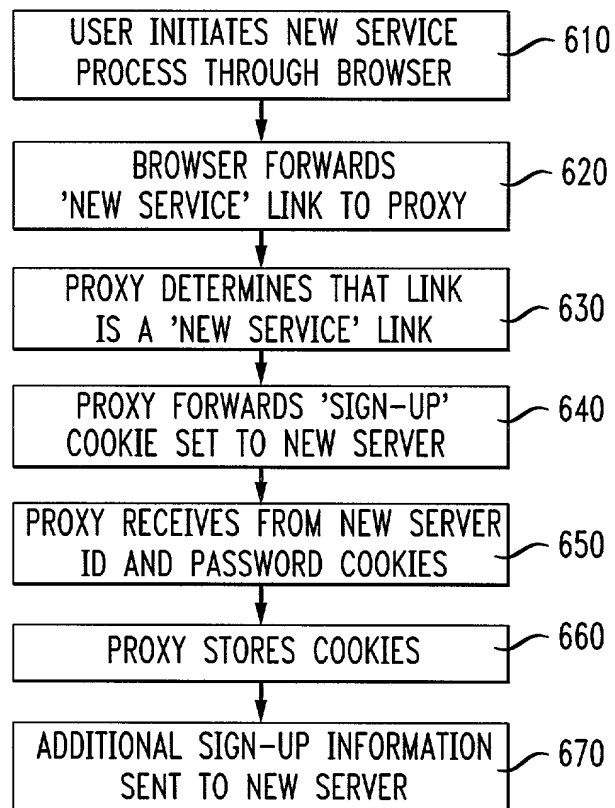 USER INITIATES NEW SERVICE
PROCESS THROUGH BROWSER
610
BROWSER FORWARDS
'NEW SERVICE' LINK TO PROXY
620
PROXY DETERMINES THAT LINK
IS A 'NEW SERVICE' LINK
630
PROXY FORWARDS 'SIGN-UP'
COOKIE SET TO NEW SERVER
640
PROXY RECEIVES FROM NEW SERVER
ID AND PASSWORD COOKIES
650
PROXY STORES COOKIES
660
ADDITIONAL SIGN-UP INFORMATION
SENT TO NEW SERVER
670